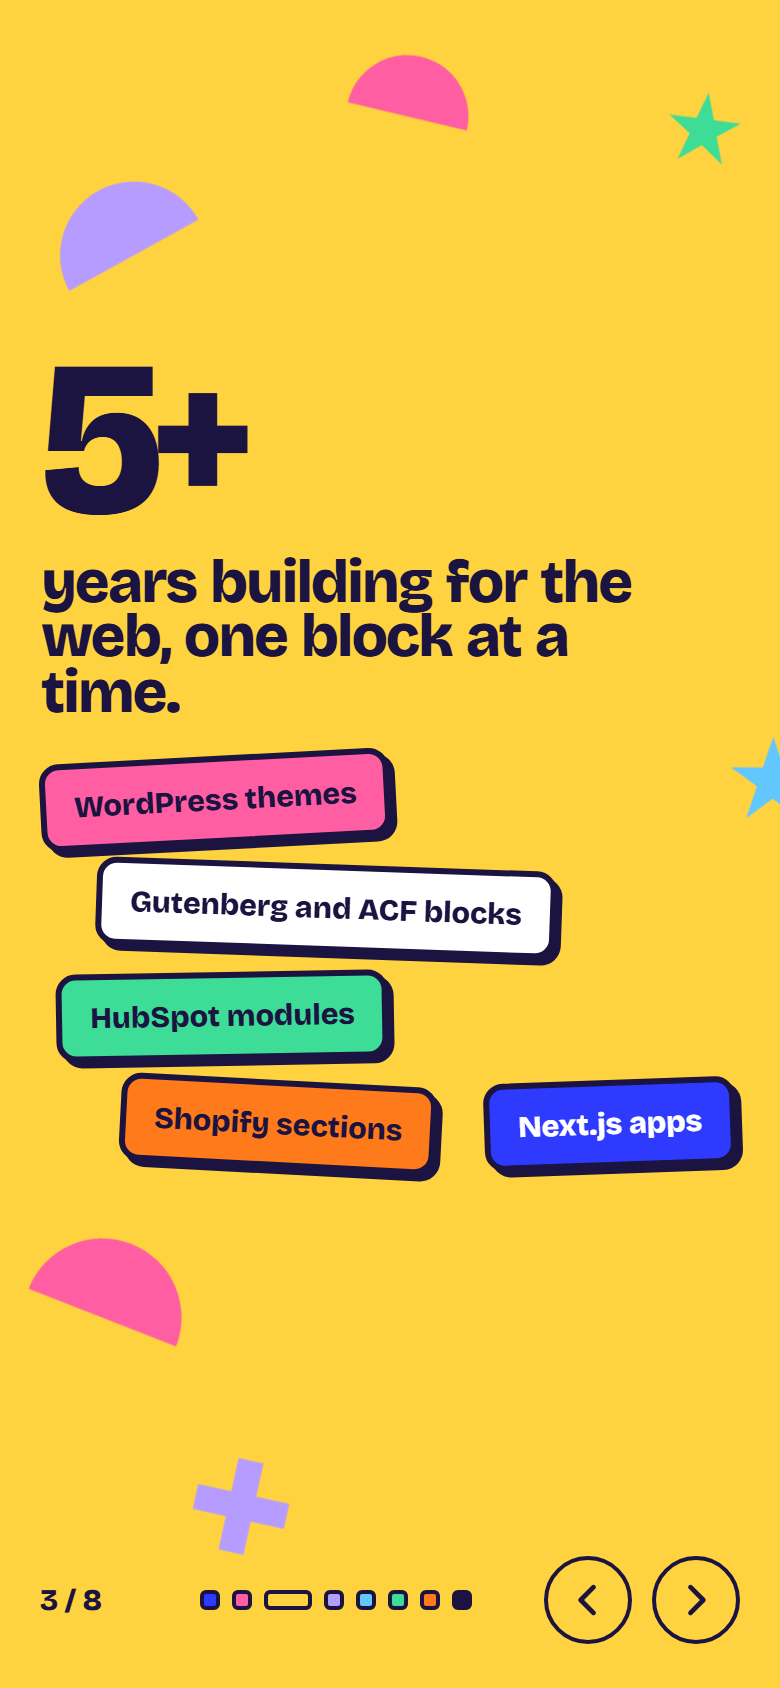 5+
years building for the
web, one block at a
time.
WordPress themes
Gutenberg and ACF blocks
HubSpot modules
Shopify sections
Next.js apps
3 / 8